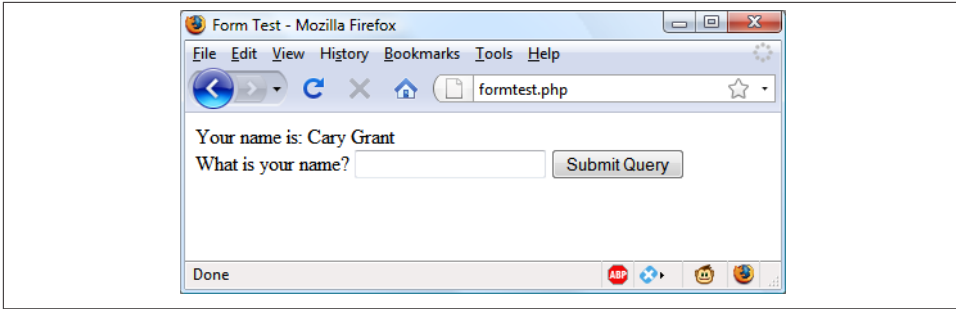 Form Test - Mozilla Firefox
File Edit View History Bookmarks Tools Help
formtest.php
Your name is: Cary Grant
What is your name? Submit Query
Done
ABP